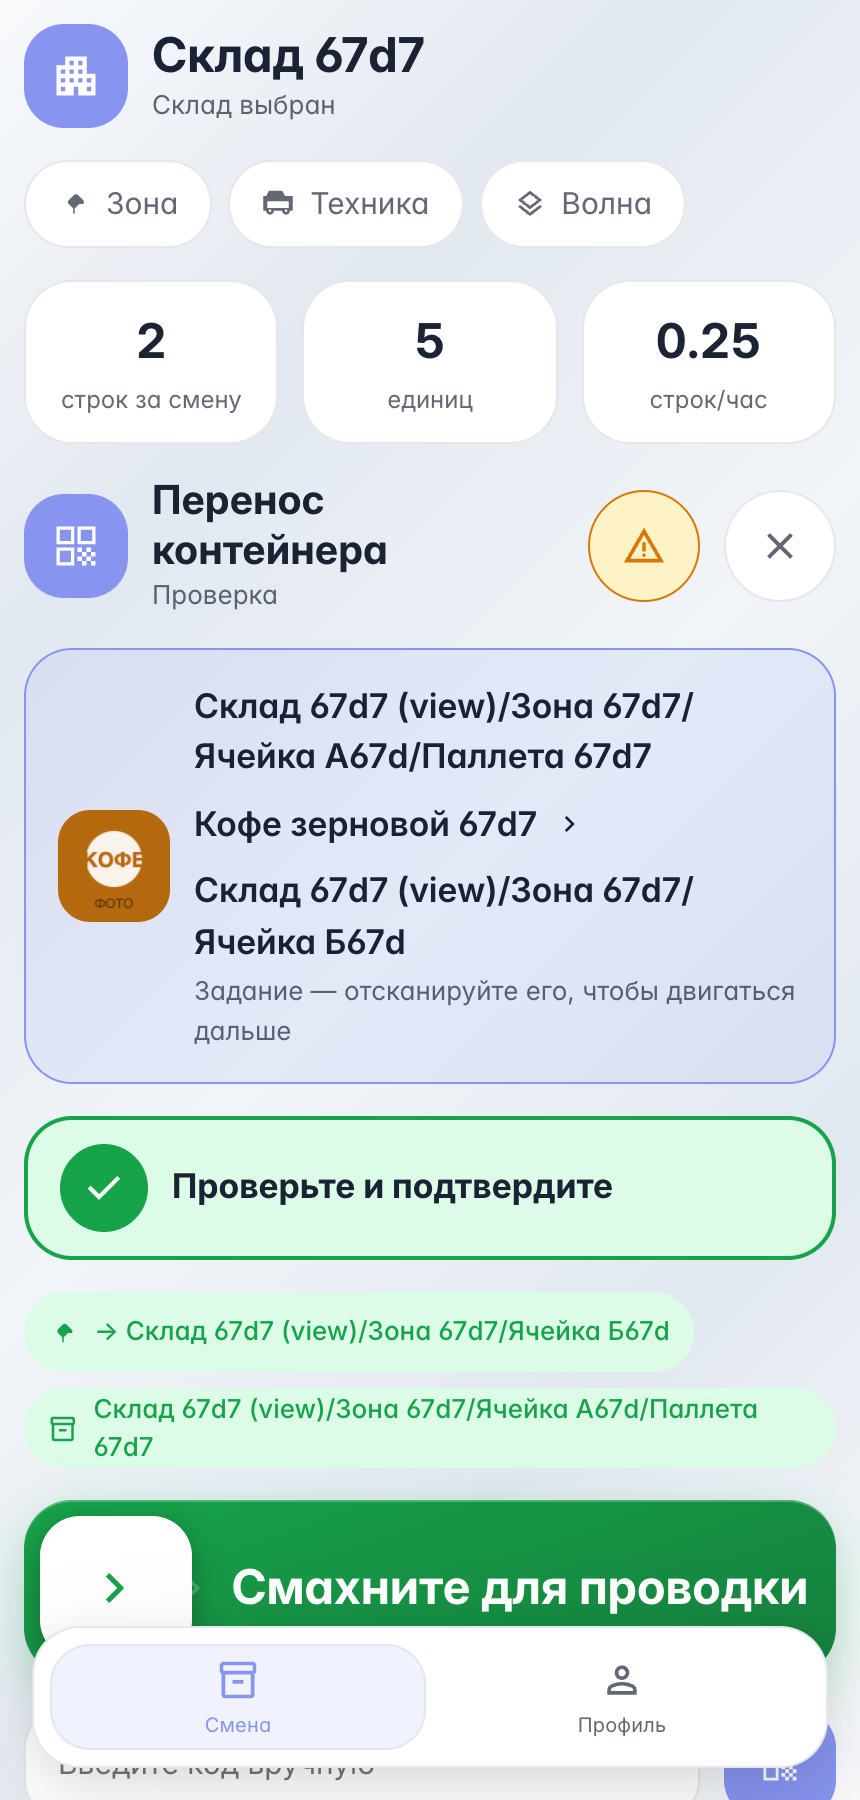 Склад 67d7
Склад выбран
Зона
Техника
Волна
2
5
0.25
строк за смену
единиц
строк/час
Перенос
контейнера
Проверка
Склад 67d7 (view)/Зона 67d7/
Ячейка А67d/Паллета 67d7
Кофе зерновой 67d7
КОФЕ
ФОТО
Склад 67d7 (view)/Зона 67d7/
Ячейка Б67d
Задание — отсканируйте его, чтобы двигаться
дальше
Проверьте и подтвердите
→ Склад 67d7 (view)/Зона 67d7/Ячейка Б67d
Склад 67d7 (view)/Зона 67d7/Ячейка А67d/Паллета
67d7
Смахните для проводки
Смена
Профиль
Введите код вручную